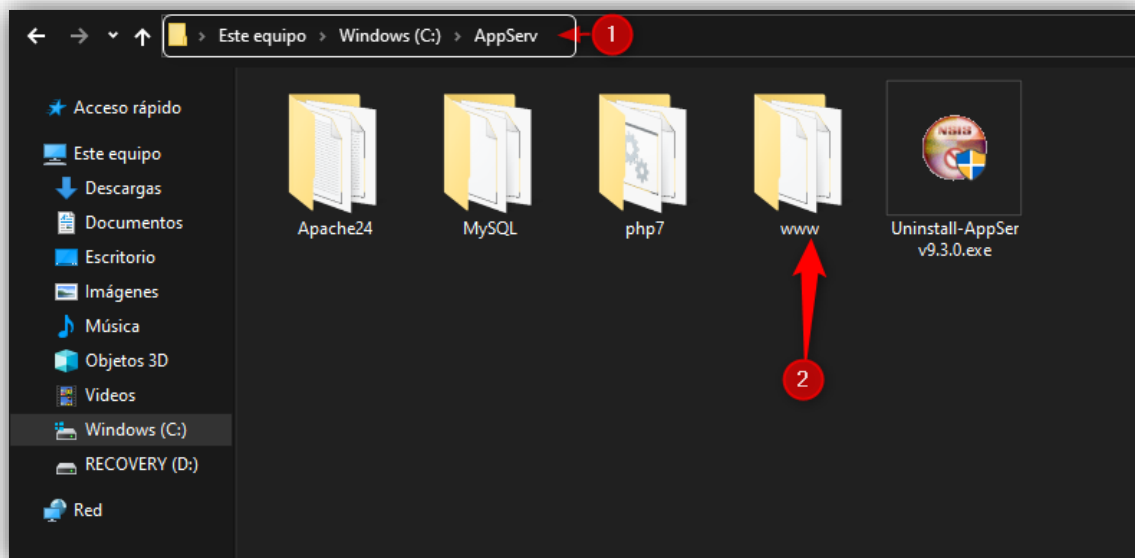 Este equipo > Windows (C:) > AppServ
1
Acceso rápido
Este equipo
Descargas
Documentos
Escritorio
Imágenes
Música
Objetos 3D
Videos
Windows (C:)
RECOVERY (D:)
Red
NSIS
Apache24
MySQL
php7
www
Uninstall-AppSer
v9.3.0.exe
2